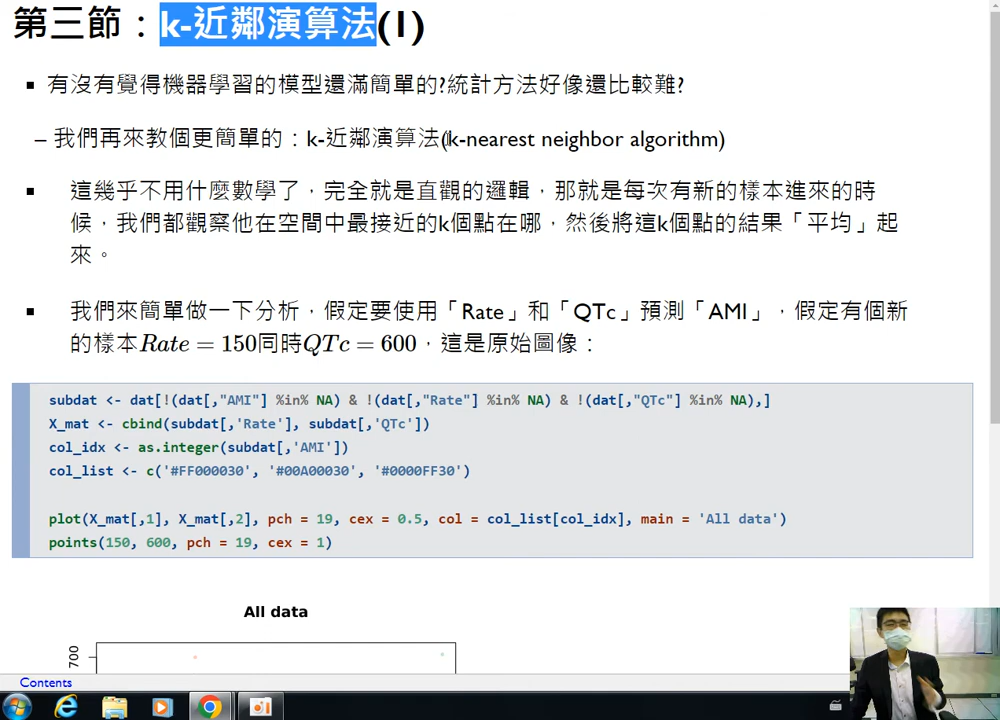 第三節：k-近鄰演算法(1)
有沒有覺得機器學習的模型還滿簡單的?統計方法好像還比較難?
– 我們再來教個更簡單的：k-近鄰演算法(k-nearest neighbor algorithm)
這幾乎不用什麼數學了，完全就是直觀的邏輯，那就是每次有新的樣本進來的時
候，我們都觀察他在空間中最接近的k個點在哪，然後將這k個點的結果「平均」起
來。
我們來簡單做一下分析，假定要使用「Rate」和「QTc」預測「AMI」，假定有個新
的樣本Rate = 150同時QTc = 600，這是原始圖像：
subdat <- dat[!(dat[,"AMI"] %in% NA) & !(dat[,"Rate"] %in% NA) & !(dat[,"QTc"] %in% NA),]
X_mat <- cbind(subdat[,'Rate'], subdat[,'QTc'])
col_idx <- as.integer(subdat[,'AMI'])
col_list <- c('#FF000030', '#00A00030', '#0000FF30')
plot(X_mat[,1], X_mat[,2], pch = 19, cex = 0.5, col = col_list[col_idx], main = 'All data')
points(150, 600, pch = 19, cex = 1)
All data
700
Contents